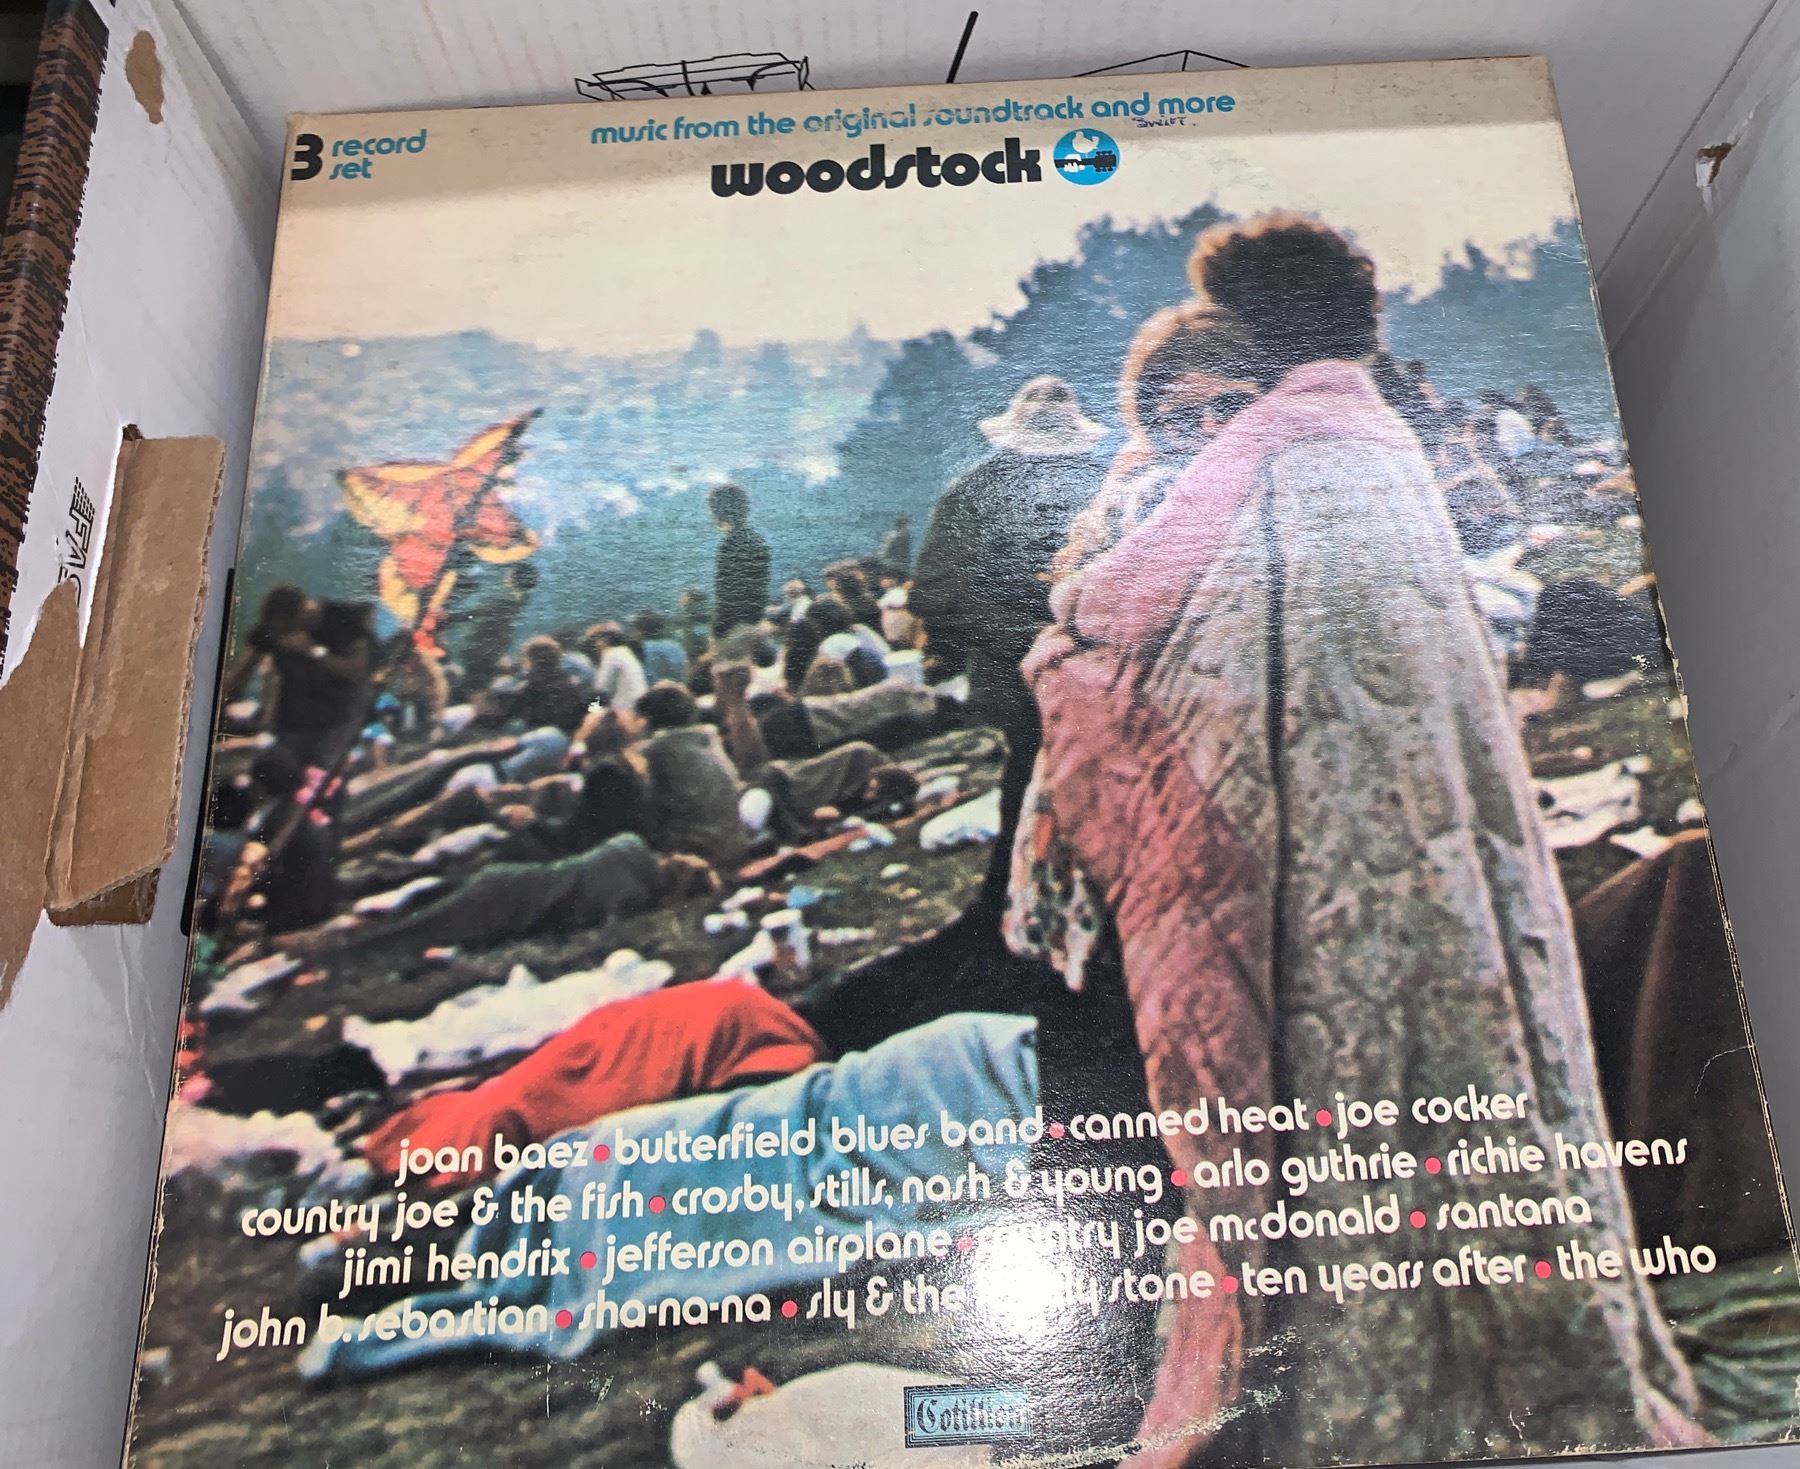 3 record
set
music from the original soundtrack and more
Swift.
woodstock
joan baez • butterfield blues band • canned heat • joe cocker
country joe & the fish • crosby, stills, nash & young • arlo guthrie • richie havens
jimi hendrix • jefferson airplane • country joe mcdonald • santana
john b. sebastian • sha-na-na • sly & the family stone • ten years after • the who
Cotillion